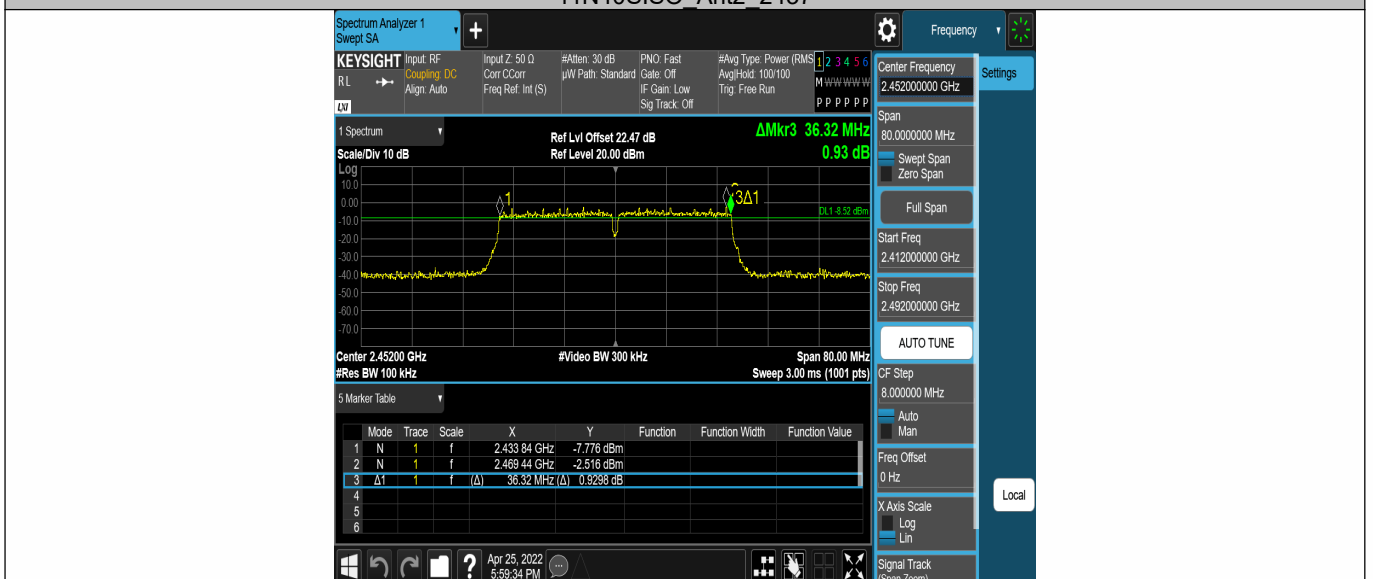 Spectrum Analyzer 1
Swept SA
+
Frequency
KEYSIGHT
RL
LXI
Input: RF
Coupling: DC
Align: Auto
Input Z: 50 Ω
Corr CCorr
Freq Ref: Int (S)
#Atten: 30 dB
µW Path: Standard
PNO: Fast
Gate: Off
IF Gain: Low
Sig Track: Off
#Avg Type: Power (RMS
Avg|Hold: 100/100
Trig: Free Run
1 2 3 4 5 6
M W W W W W
P P P P P P
Center Frequency
2.452000000 GHz
Settings
1 Spectrum
Ref Lvl Offset 22.47 dB
ΔMkr3 36.32 MHz
Scale/Div 10 dB
Ref Level 20.00 dBm
0.93 dB
Log
10.0
0.00
-10.0
-20.0
-30.0
-40.0
-50.0
-60.0
-70.0
1
3Δ1
DL1 -8.52 dBm
Center 2.45200 GHz
#Video BW 300 kHz
Span 80.00 MHz
#Res BW 100 kHz
Sweep 3.00 ms (1001 pts)
Span
80.0000000 MHz
Swept Span
Zero Span
Full Span
Start Freq
2.412000000 GHz
Stop Freq
2.492000000 GHz
AUTO TUNE
CF Step
8.000000 MHz
Auto
Man
Freq Offset
0 Hz
X Axis Scale
Log
Lin
Signal Track
(Span Zoom)
Local
5 Marker Table
Mode Trace Scale X Y Function Function Width Function Value
1 N 1 f 2.433 84 GHz -7.776 dBm
2 N 1 f 2.469 44 GHz -2.516 dBm
3 Δ1 1 f (Δ) 36.32 MHz (Δ) 0.9298 dB
4
5
6
?
Apr 25, 2022
5:59:34 PM